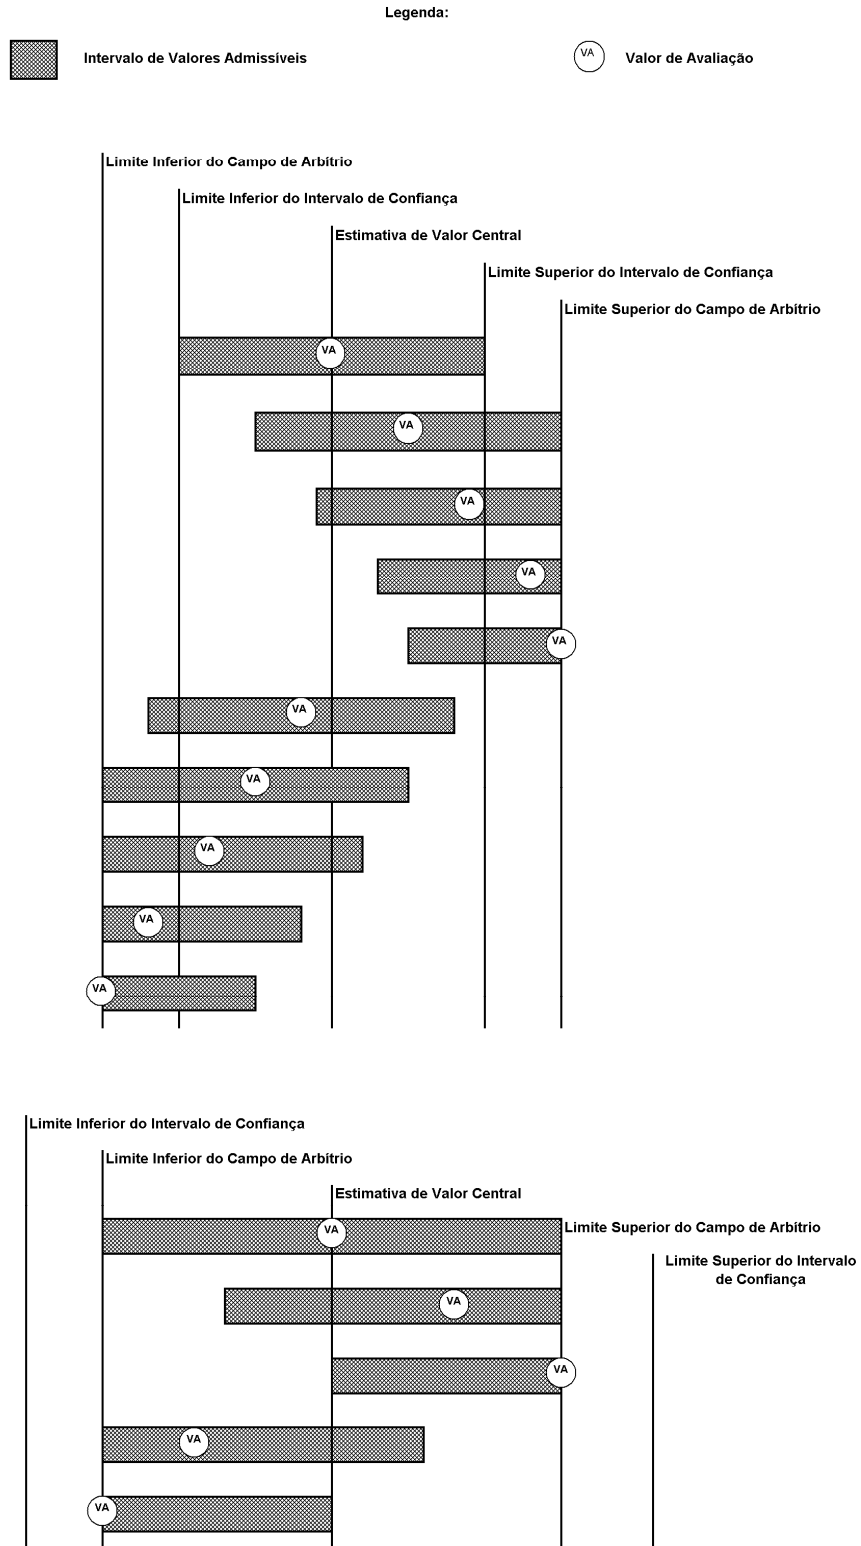 Legenda:
Intervalo de Valores Admissíveis
VA
Valor de Avaliação
Limite Inferior do Campo de Arbítrio
Limite Inferior do Intervalo de Confiança
Estimativa de Valor Central
Limite Superior do Intervalo de Confiança
Limite Superior do Campo de Arbítrio
VA
VA
VA
VA
VA
VA
VA
VA
VA
VA
Limite Inferior do Intervalo de Confiança
Limite Inferior do Campo de Arbítrio
Estimativa de Valor Central
VA
Limite Superior do Campo de Arbítrio
Limite Superior do Intervalo
de Confiança
VA
VA
VA
VA